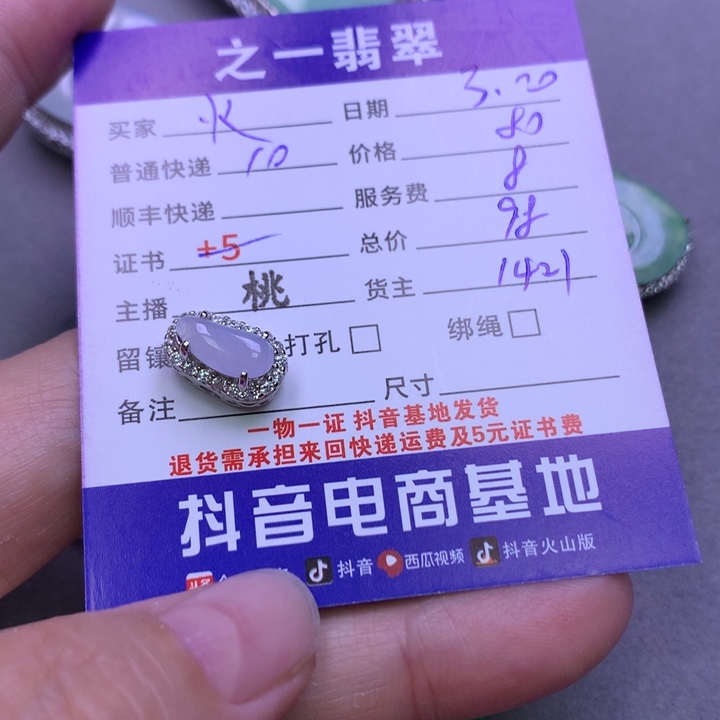 之一翡翠
买家 火 日期 3.20
普通快递 10 价格 80
顺丰快递 服务费 8
证书 +5 总价 98
主播 桃 货主 1421
留镶 打孔 绑绳
备注 尺寸
一物一证 抖音基地发货
退货需承担来回快递运费及5元证书费
抖音电商基地
头条 抖音 西瓜视频 抖音火山版